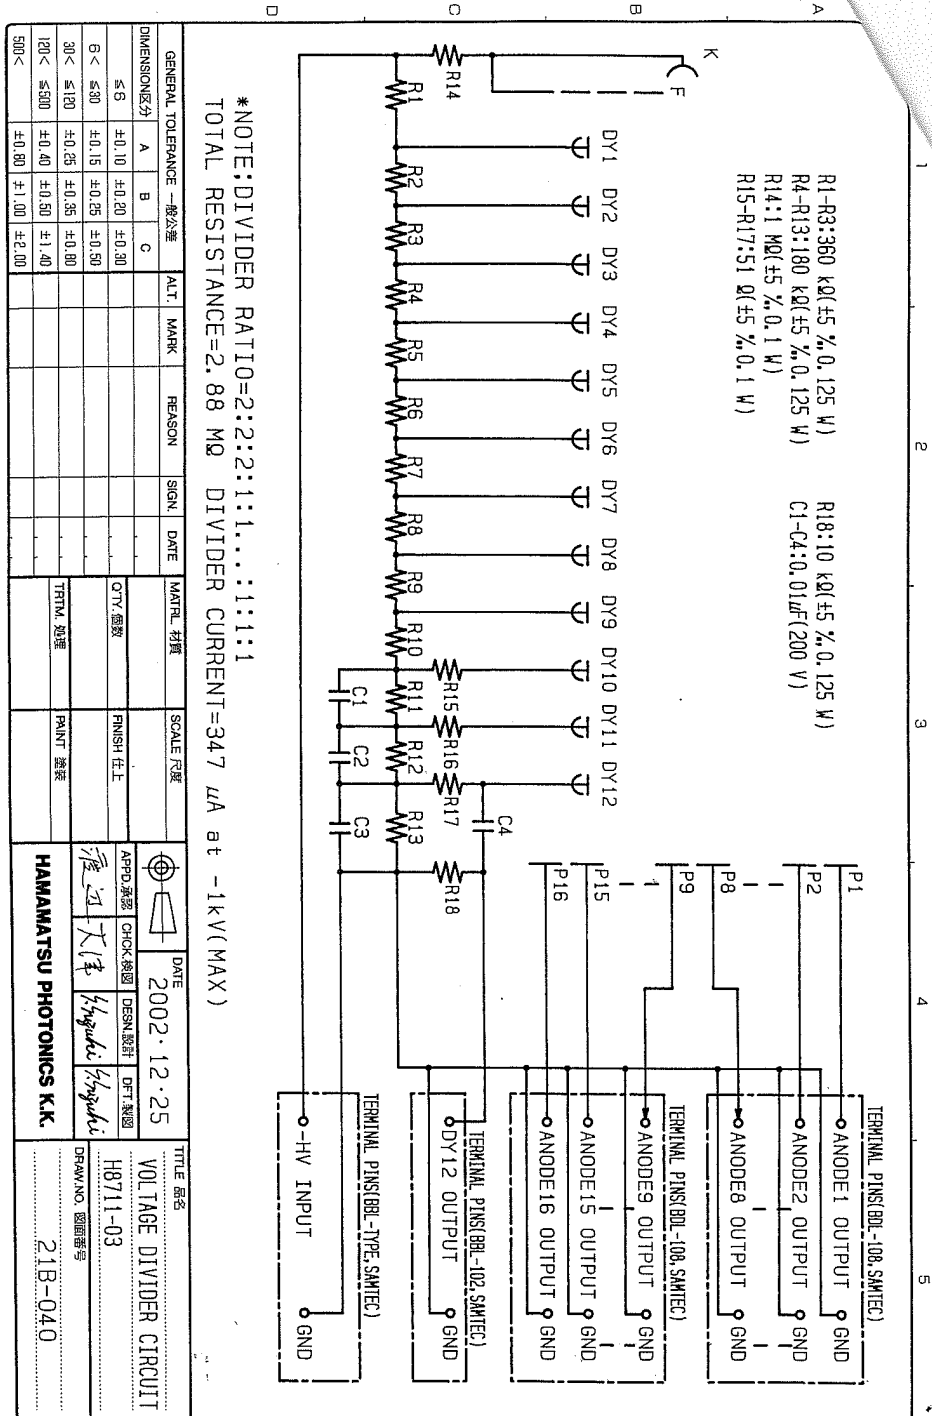 A
B
C
D
1
2
3
4
5
R1-R3:360 kΩ(±5 %,0.125 W)
R4-R13:180 kΩ(±5 %,0.125 W)
R14:1 MΩ(±5 %,0.1 W)
R15-R17:51 Ω(±5 %,0.1 W)
R18:10 kΩ(±5 %,0.125 W)
C1-C4:0.01μF(200 V)
K
F
DY1
DY2
DY3
DY4
DY5
DY6
DY7
DY8
DY9
DY10
DY11
DY12
R14
R1
R2
R3
R4
R5
R6
R7
R8
R9
R10
R11
R12
R13
R15
R16
R17
R18
C1
C2
C3
C4
P1
P2
P8
P9
P15
P16
TERMINAL PINS(BDL-108,SAMTEC)
ANODE1 OUTPUT GND
ANODE2 OUTPUT GND
ANODE8 OUTPUT GND
TERMINAL PINS(BDL-108,SAMTEC)
ANODE9 OUTPUT GND
ANODE15 OUTPUT GND
ANODE16 OUTPUT GND
TERMINAL PINS(BBL-102,SAMTEC)
DY12 OUTPUT GND
TERMINAL PINS(BBL-TYPE,SAMTEC)
-HV INPUT GND
*NOTE:DIVIDER RATIO=2:2:2:1:1...:1:1:1
TOTAL RESISTANCE=2.88 MΩ DIVIDER CURRENT=347 μA at -1kV(MAX)
GENERAL TOLERANCE 一般公差
DIMENSION区分 A B C
≤6 ±0.10 ±0.20 ±0.30
6< ≤30 ±0.15 ±0.25 ±0.50
30< ≤120 ±0.25 ±0.35 ±0.80
120< ≤500 ±0.40 ±0.50 ±1.40
500< ±0.80 ±1.00 ±2.00
ALT. MARK REASON SIGN. DATE
MATRL 材質
Q'TY.個数
TRTM. 処理
SCALE 尺度
FINISH 仕上
PAINT 塗装
DATE
2002・12・25
APPD.承認 CHCK.検図 DESN.設計 DFT.製図
HAMAMATSU PHOTONICS K.K.
TITLE 品名
VOLTAGE DIVIDER CIRCUIT
H8711-03
DRAW.NO. 図面番号
21B-040